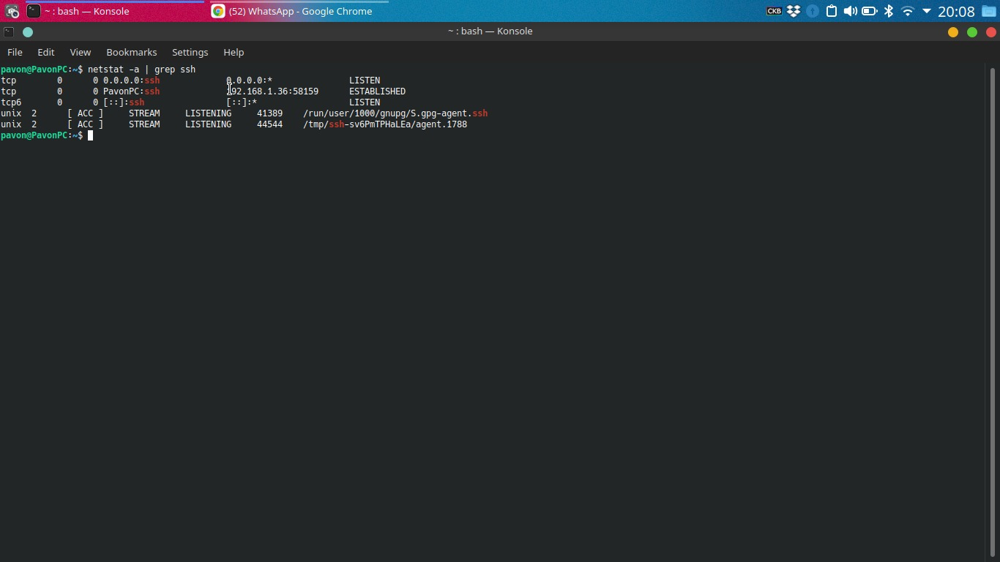 ~ : bash — Konsole
(52) WhatsApp - Google Chrome
CKB
20:08
~ : bash — Konsole
File Edit View Bookmarks Settings Help
pavon@PavonPC:~$ netstat -a | grep ssh
tcp 0 0 0.0.0.0:ssh 0.0.0.0:* LISTEN
tcp 0 0 PavonPC:ssh 192.168.1.36:58159 ESTABLISHED
tcp6 0 0 [::]:ssh [::]:* LISTEN
unix 2 [ ACC ] STREAM LISTENING 41389 /run/user/1000/gnupg/S.gpg-agent.ssh
unix 2 [ ACC ] STREAM LISTENING 44544 /tmp/ssh-sv6PmTPHaLEa/agent.1788
pavon@PavonPC:~$